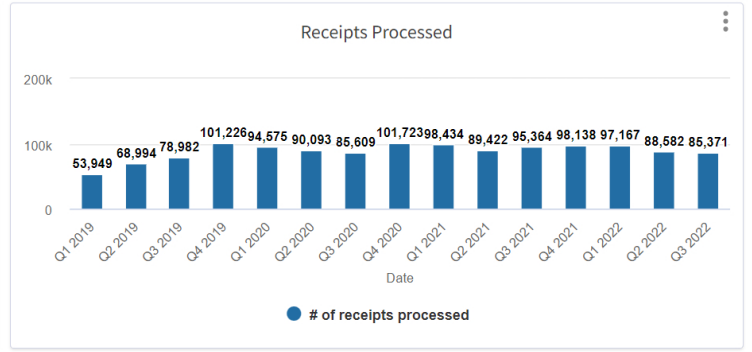 Receipts Processed
200k
100k
0
53,949
68,994
78,982
101,226
94,575
90,093
85,609
101,723
98,434
89,422
95,364
98,138
97,167
88,582
85,371
Q1 2019
Q2 2019
Q3 2019
Q4 2019
Q1 2020
Q2 2020
Q3 2020
Q4 2020
Q1 2021
Q2 2021
Q3 2021
Q4 2021
Q1 2022
Q2 2022
Q3 2022
Date
# of receipts processed